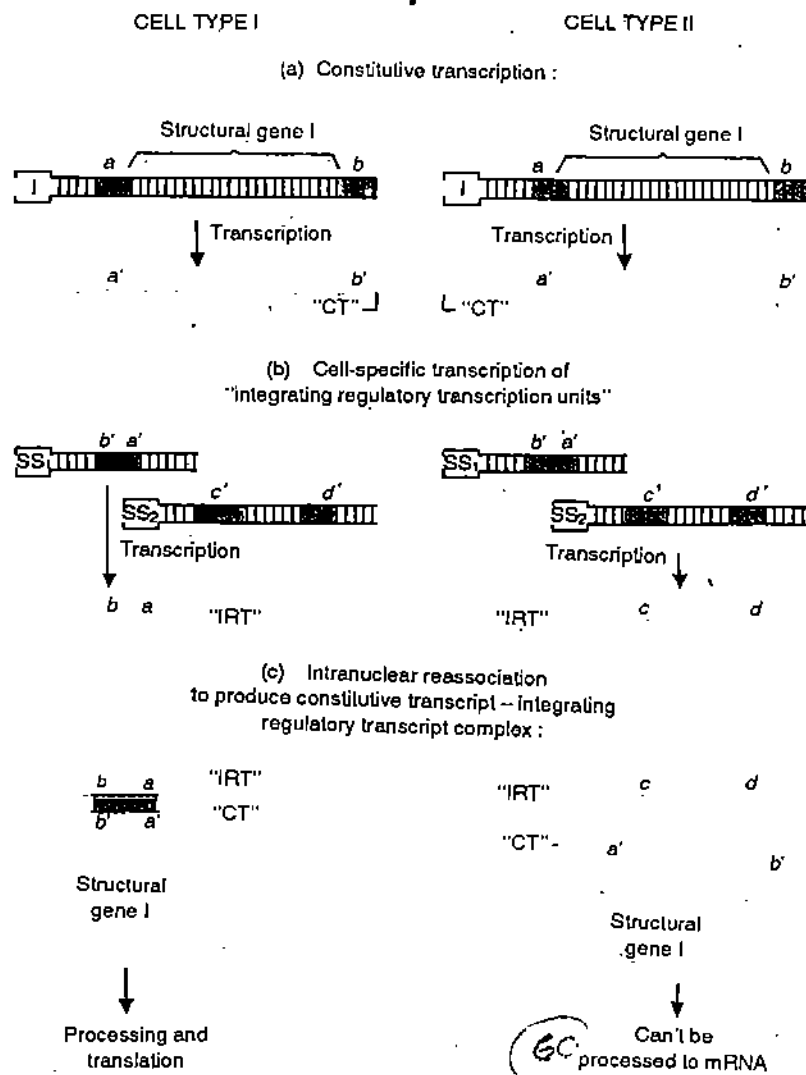 CELL TYPE I CELL TYPE II
(a) Constitutive transcription :
Structural gene I Structural gene I
a b a b
I I
Transcription Transcription
a' b' a' b'
"CT" "CT"
(b) Cell-specific transcription of
"integrating regulatory transcription units"
b' a' b' a'
SS SS1
c' d' c' d'
SS2 SS2
Transcription Transcription
b a "IRT" "IRT" c d
(c) Intranuclear reassociation
to produce constitutive transcript – integrating
regulatory transcript complex :
b a "IRT" "IRT" c d
b' a' "CT" "CT" a' b'
Structural
gene I
Structural
gene I
Processing and
translation
GC
Can't be
processed to mRNA